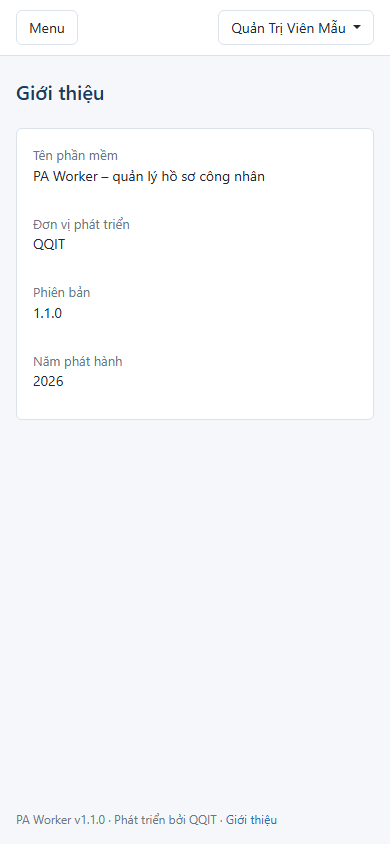 Menu
Quản Trị Viên Mẫu
Giới thiệu
Tên phần mềm
PA Worker – quản lý hồ sơ công nhân
Đơn vị phát triển
QQIT
Phiên bản
1.1.0
Năm phát hành
2026
PA Worker v1.1.0 · Phát triển bởi QQIT · Giới thiệu